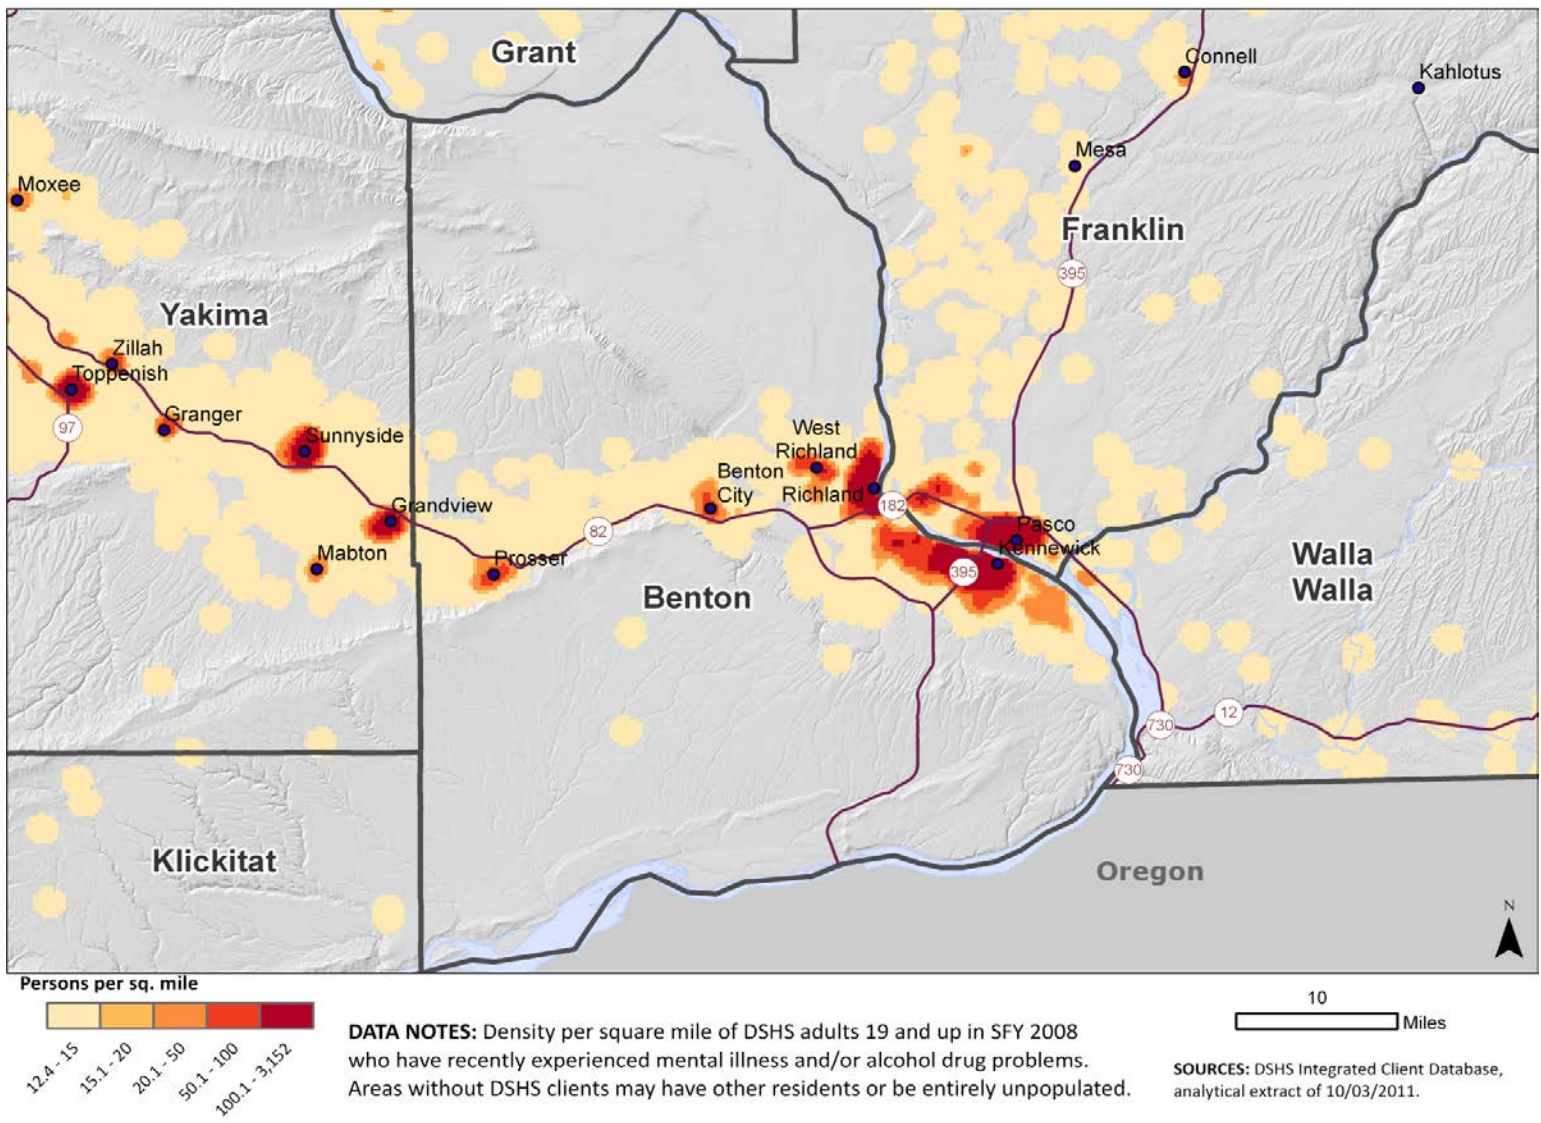 Grant
Connell
Kahlotus
Mesa
Moxee
Franklin
395
Yakima
Zillah
Toppenish
Granger
97
Sunnyside
West
Richland
Benton
City
Richland
182
Grandview
82
Pasco
Kennewick
395
Mabton
Prosser
Walla
Walla
Benton
12
730
730
Klickitat
Oregon
N
Persons per sq. mile
12.4 - 15
15.1 - 20
20.1 - 50
50.1 - 100
100.1 - 3,152
DATA NOTES: Density per square mile of DSHS adults 19 and up in SFY 2008
who have recently experienced mental illness and/or alcohol drug problems.
Areas without DSHS clients may have other residents or be entirely unpopulated.
10
Miles
SOURCES: DSHS Integrated Client Database,
analytical extract of 10/03/2011.